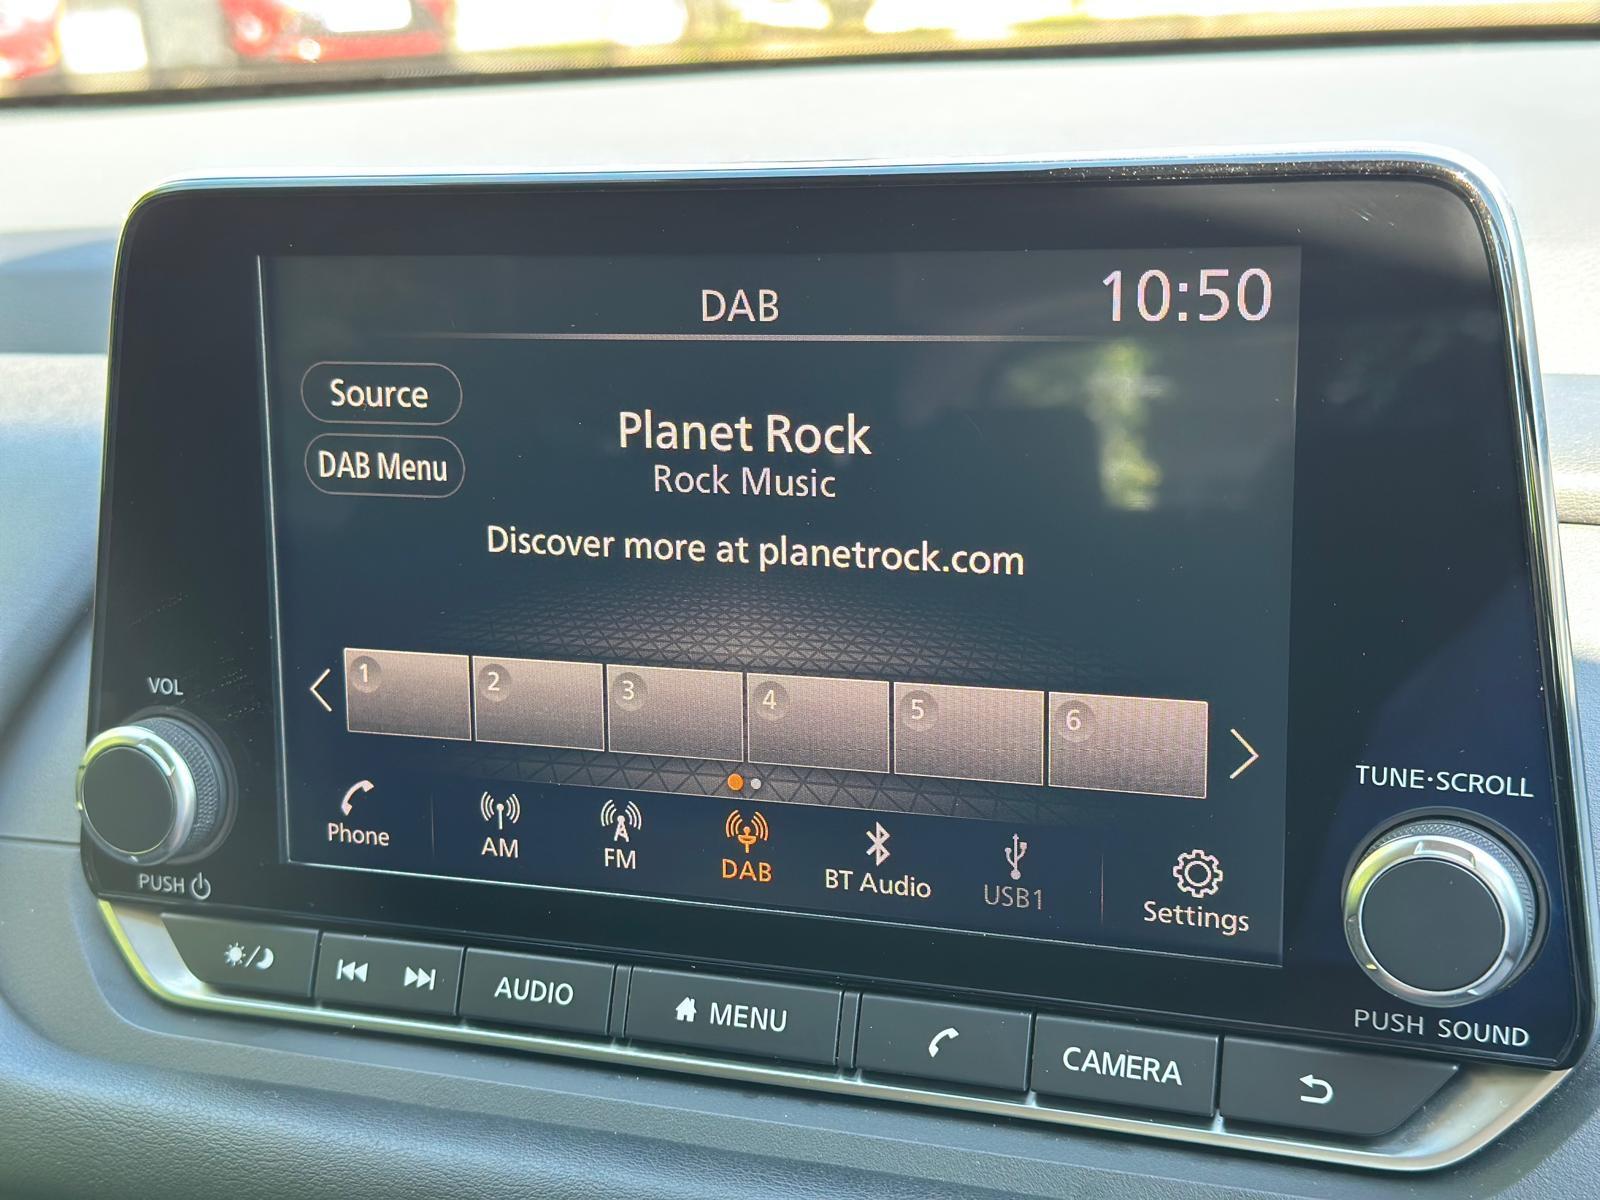 DAB
10:50
Source
DAB Menu
Planet Rock
Rock Music
Discover more at planetrock.com
1 2 3 4 5 6
Phone AM FM DAB BT Audio USB1 Settings
VOL
PUSH
TUNE·SCROLL
PUSH SOUND
AUDIO
MENU
CAMERA